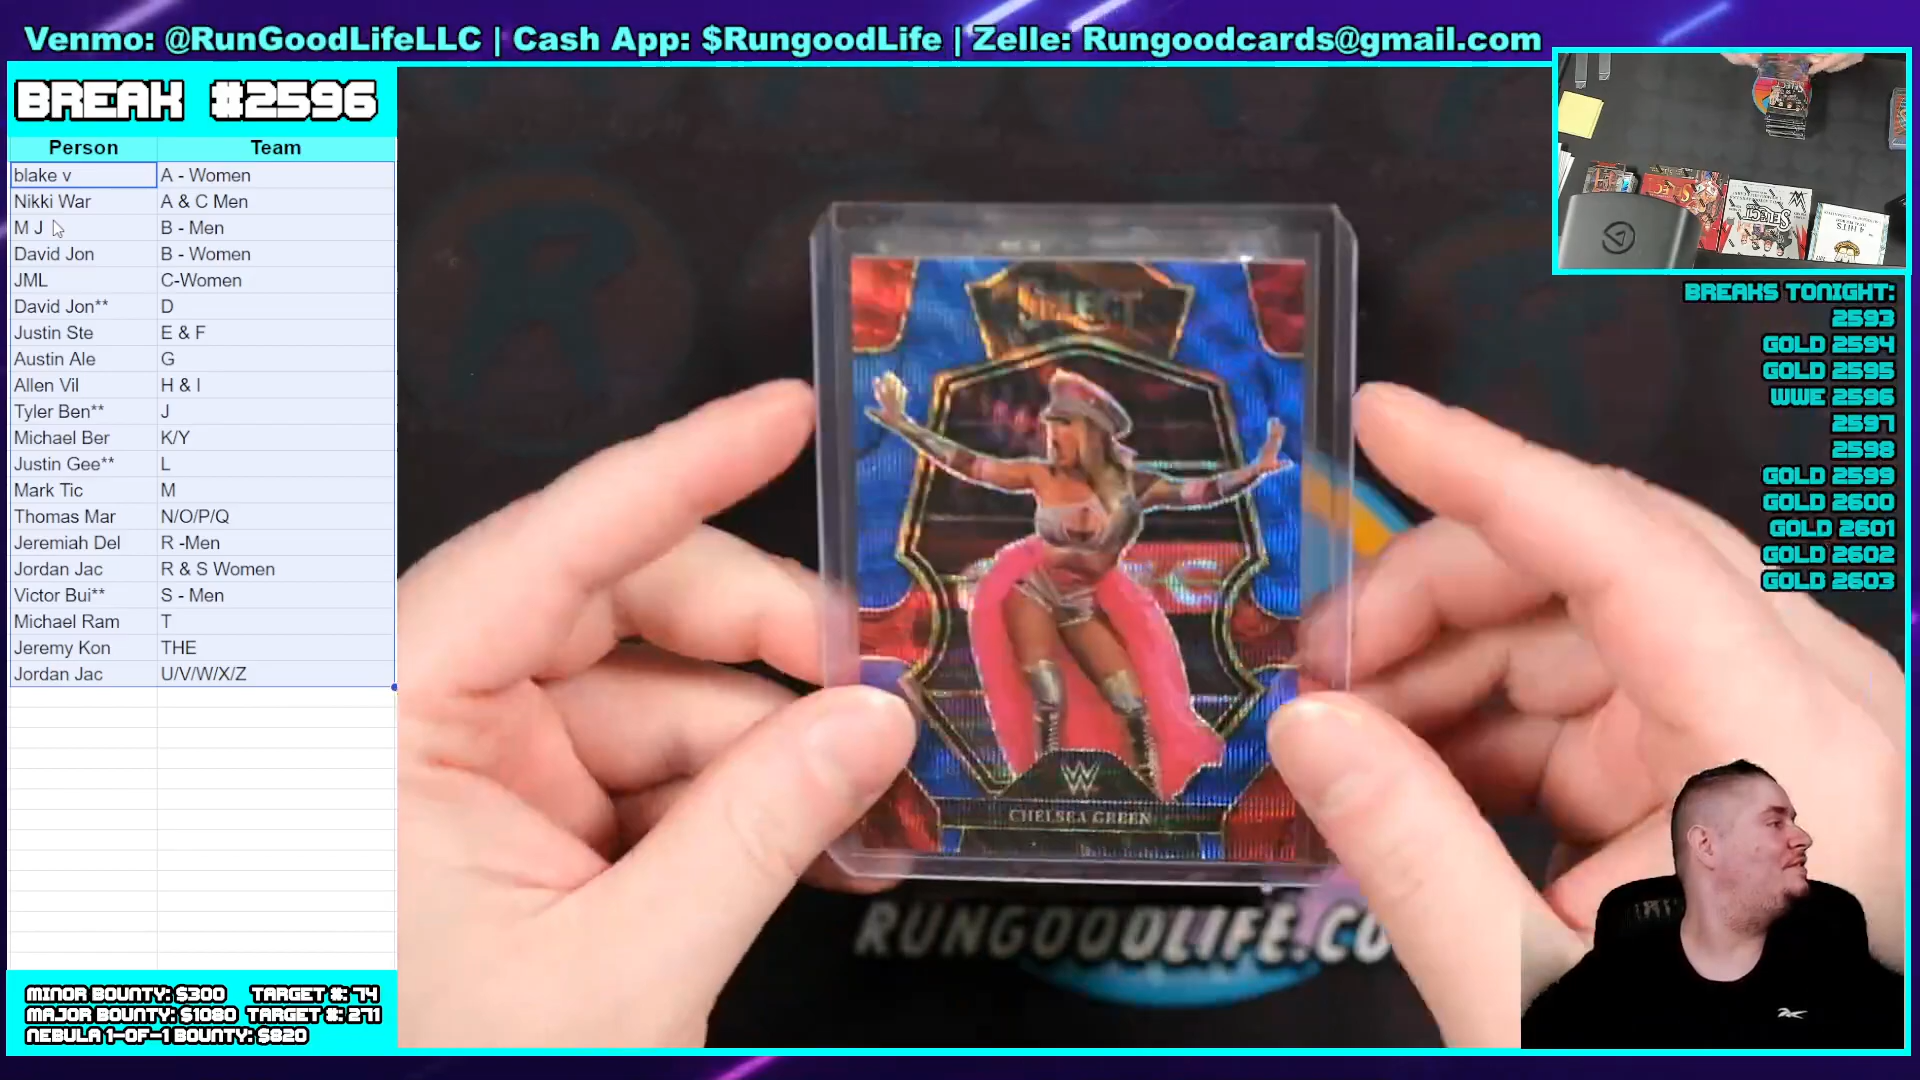 Venmo: @RunGoodLifeLLC | Cash App: $RungoodLife | Zelle: Rungoodcards@gmail.com
BREAK #2596
Person Team
blake v A - Women
Nikki War A & C Men
M J B - Men
David Jon B - Women
JML C-Women
David Jon** D
Justin Ste E & F
Austin Ale G
Allen Vil H & I
Tyler Ben** J
Michael Ber K/Y
Justin Gee** L
Mark Tic M
Thomas Mar N/O/P/Q
Jeremiah Del R -Men
Jordan Jac R & S Women
Victor Bui** S - Men
Michael Ram T
Jeremy Kon THE
Jordan Jac U/V/W/X/Z
MINOR BOUNTY: $300 TARGET #: 74
MAJOR BOUNTY: $1080 TARGET #: 271
NEBULA 1-OF-1 BOUNTY: $820
SELECT
W
CHELSEA GREEN
RUNGOODLIFE.CO
SELECT
4 HITS
BREAKS TONIGHT:
2593
GOLD 2594
GOLD 2595
WWE 2596
2597
2598
GOLD 2599
GOLD 2600
GOLD 2601
GOLD 2602
GOLD 2603